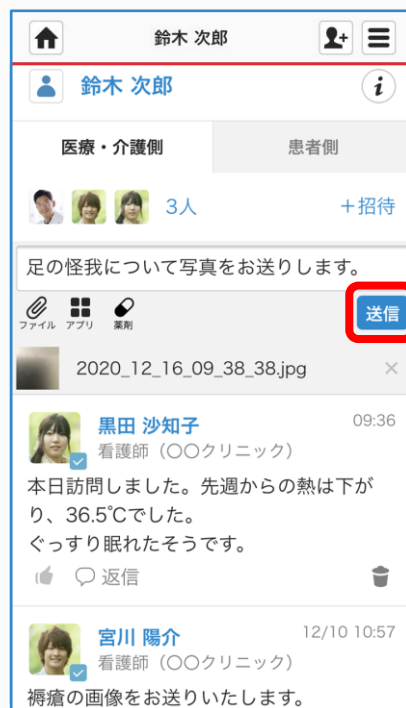 鈴木 次郎
鈴木 次郎
医療・介護側 患者側
3人 +招待
足の怪我について写真をお送りします。
ファイル アプリ 薬剤 送信
2020_12_16_09_38_38.jpg ×
黒田 沙知子 09:36
看護師（〇〇クリニック）
本日訪問しました。先週からの熱は下が
り、36.5℃でした。
ぐっすり眠れたそうです。
返信
宮川 陽介 12/10 10:57
看護師（〇〇クリニック）
褥瘡の画像をお送りいたします。